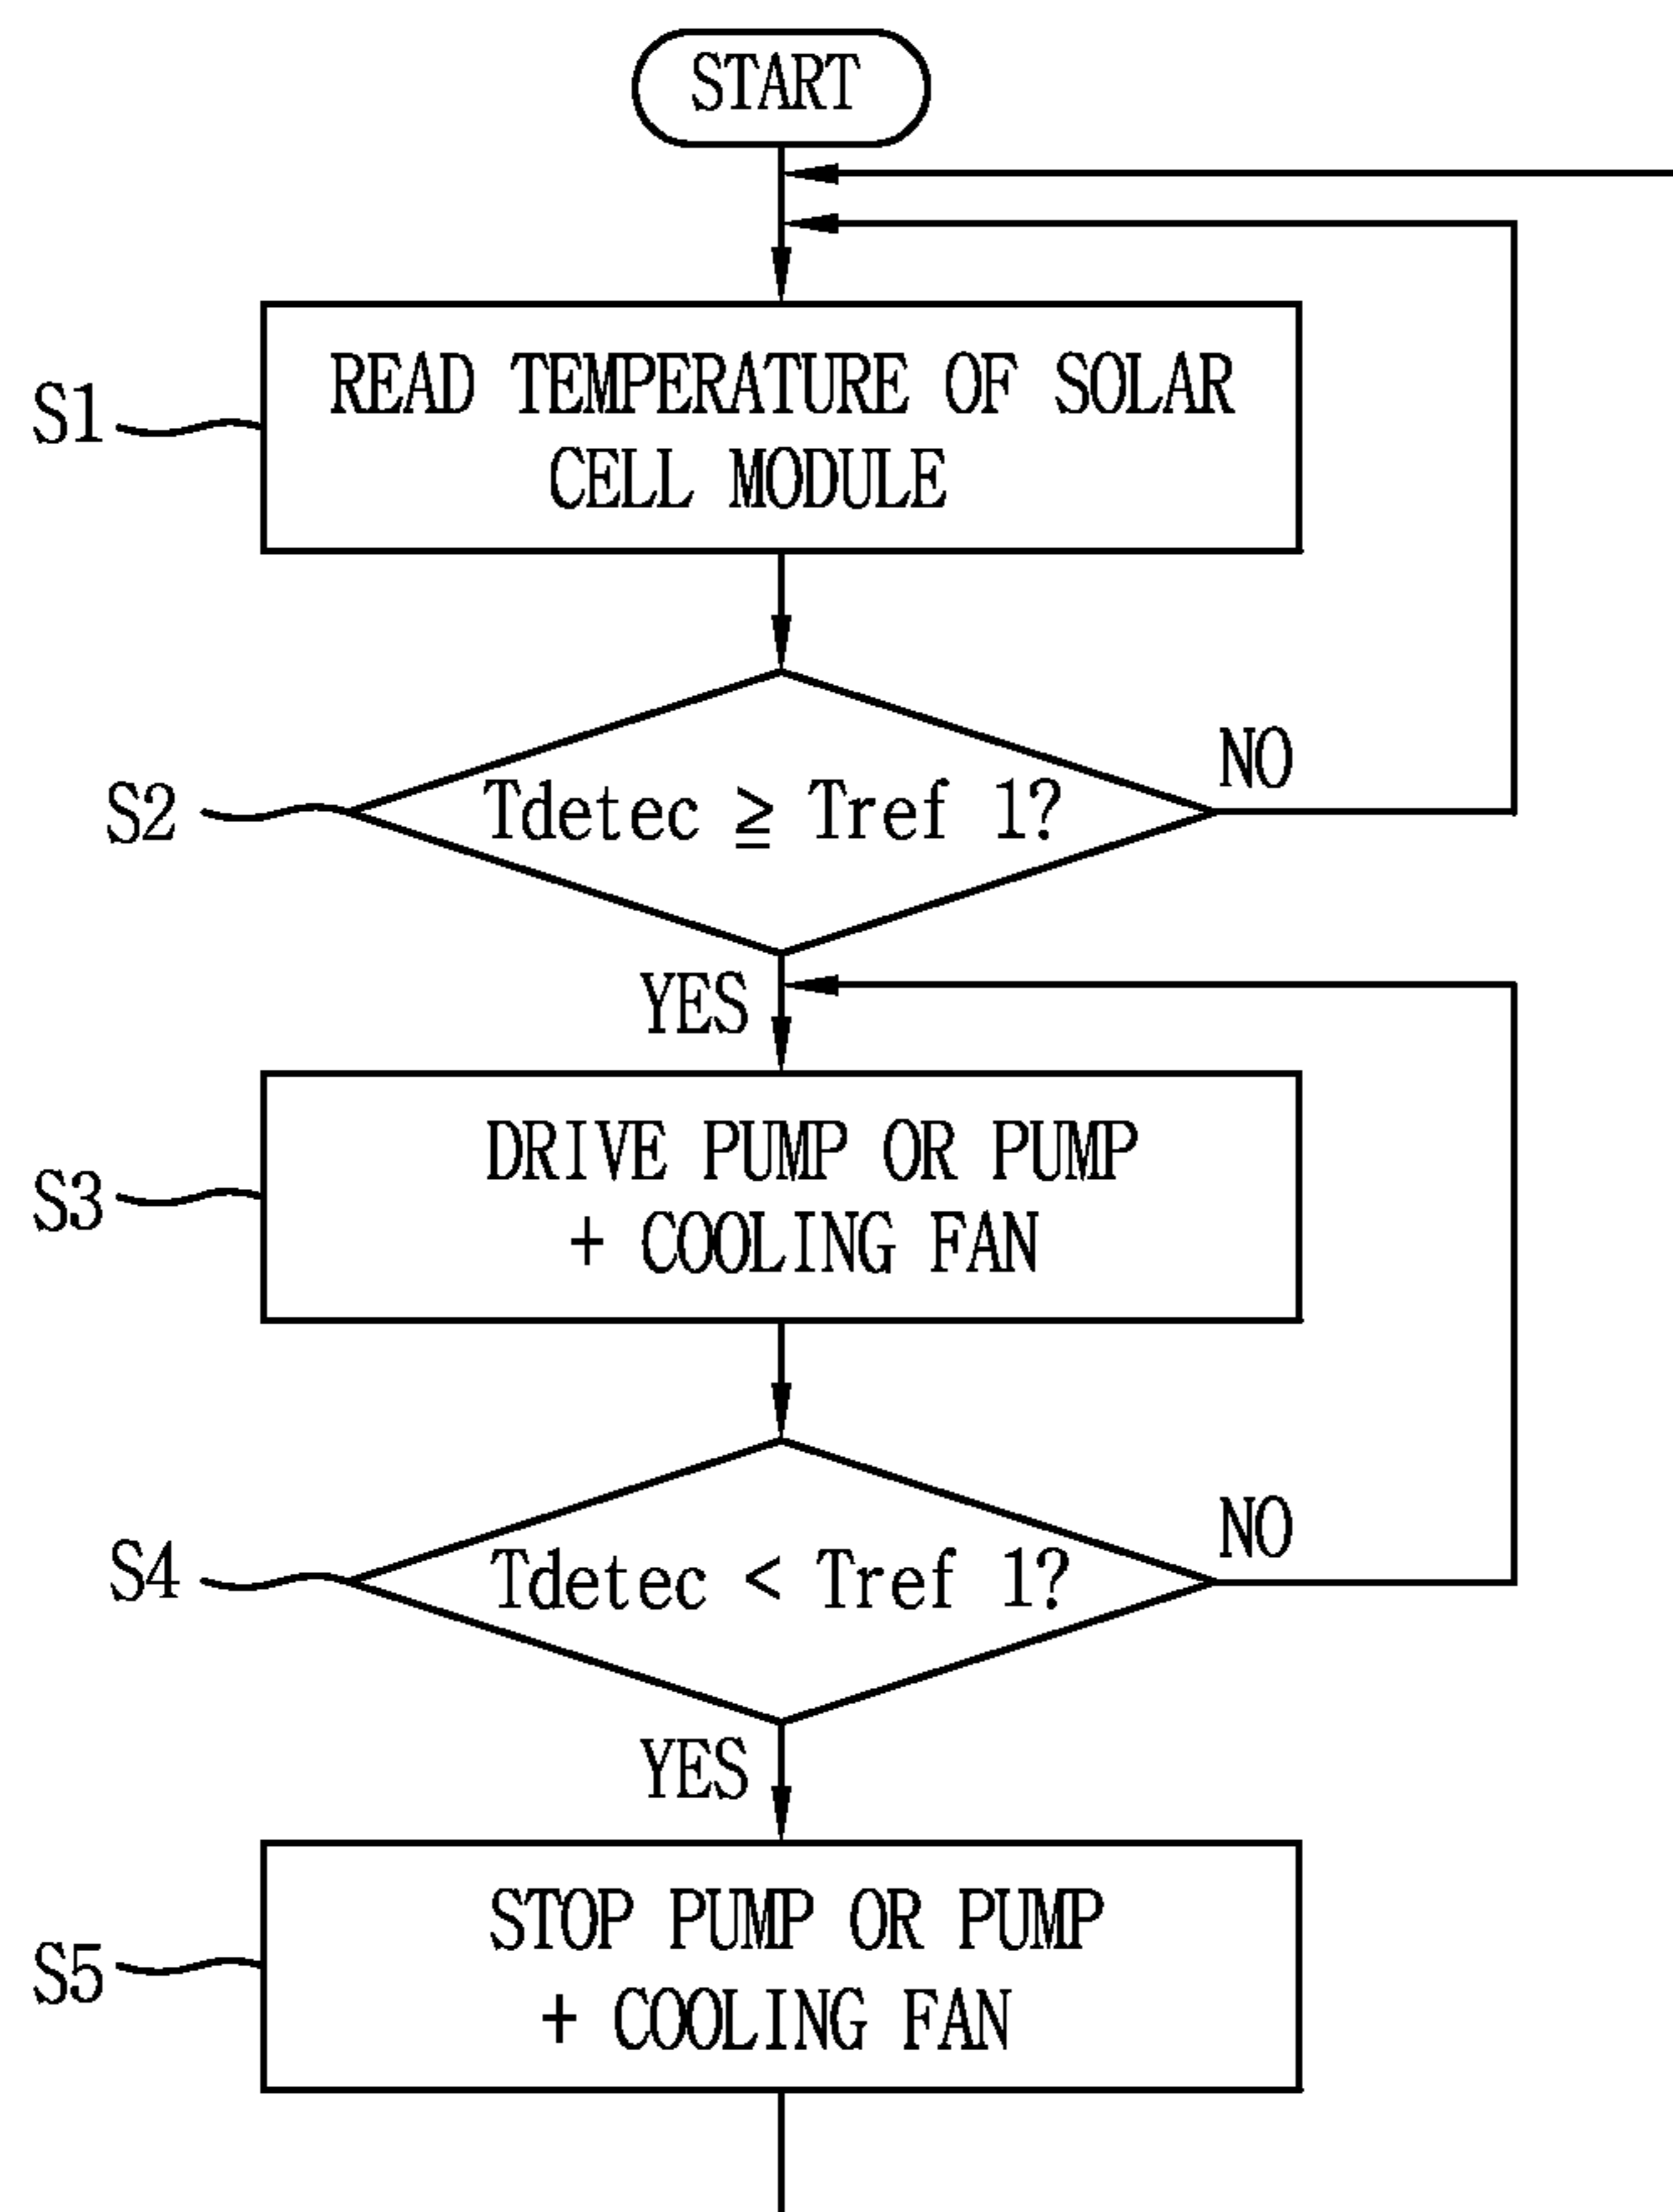 START
S1
READ TEMPERATURE OF SOLAR
CELL MODULE
S2
Tdetec ≥ Tref 1?
NO
YES
S3
DRIVE PUMP OR PUMP
+ COOLING FAN
S4
Tdetec < Tref 1?
NO
YES
S5
STOP PUMP OR PUMP
+ COOLING FAN